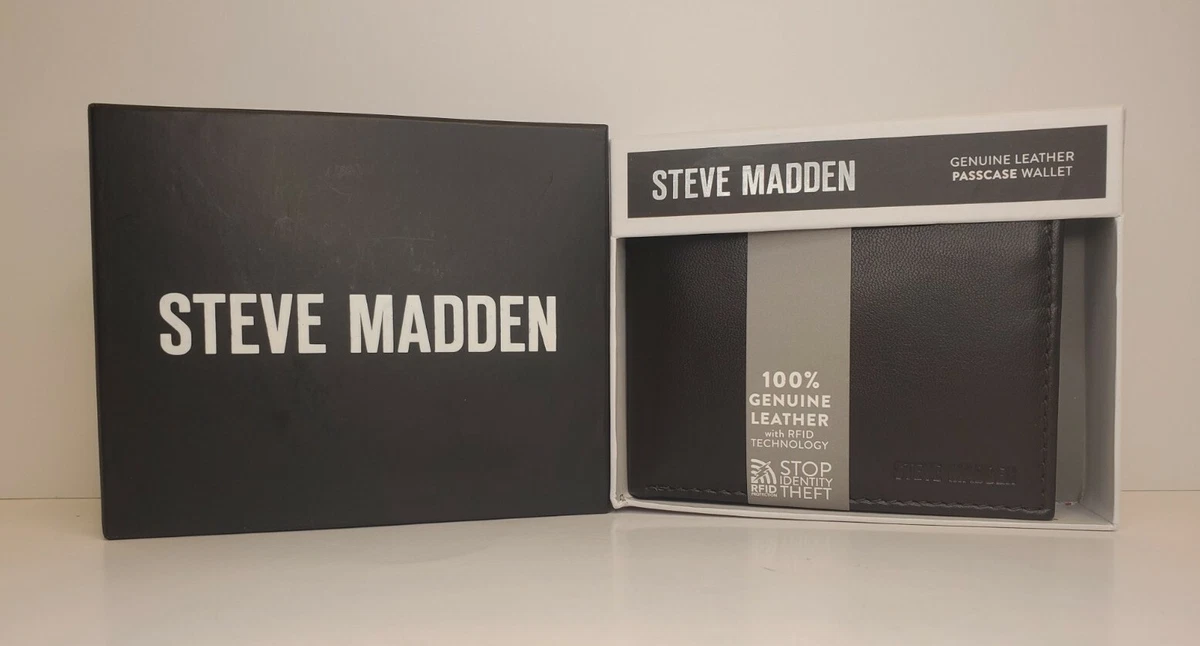 STEVE MADDEN
STEVE MADDEN
GENUINE LEATHER
PASSCASE WALLET
100%
GENUINE
LEATHER
with RFID
TECHNOLOGY
RFID
PROTECTION
STOP
IDENTITY
THEFT
STEVE MADDEN